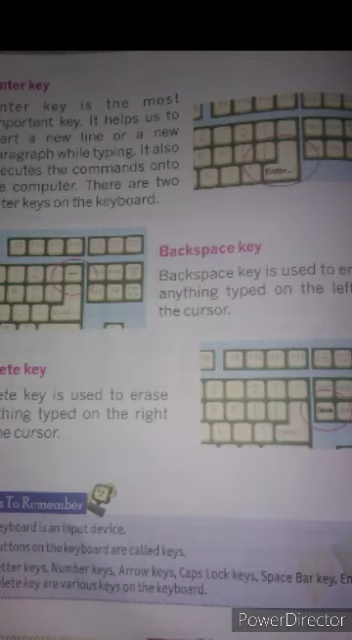 nter key
nter key is the most
mportant key. It helps us to
art a new line or a new
aragraph while typing. It also
ecutes the commands onto
e computer. There are two
ter keys on the keyboard.
Enter
Backspace key
Backspace key is used to er
anything typed on the left
the cursor.
ete key
ete key is used to erase
thing typed on the right
e cursor.
s To Remember
eyboard is an input device.
uttons on the keyboard are called keys.
etter keys, Number keys, Arrow keys, Caps Lock keys, Space Bar key, En
elete key are various keys on the keyboard.
PowerDirector